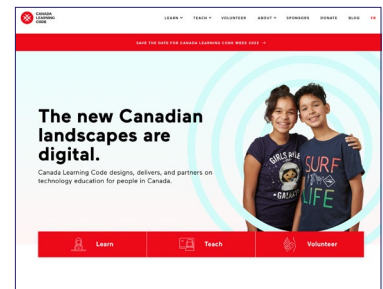 CANADA
LEARNING
CODE
LEARN TEACH VOLUNTEER ABOUT SPONSORS DONATE BLOG FR
SAVE THE DATE FOR CANADA LEARNING CODE WEEK 2022 →
The new Canadian
landscapes are
digital.
Canada Learning Code designs, delivers, and partners on
technology education for people in Canada.
GIRLS
GALAXY
SURF
LIFE
Learn Teach Volunteer